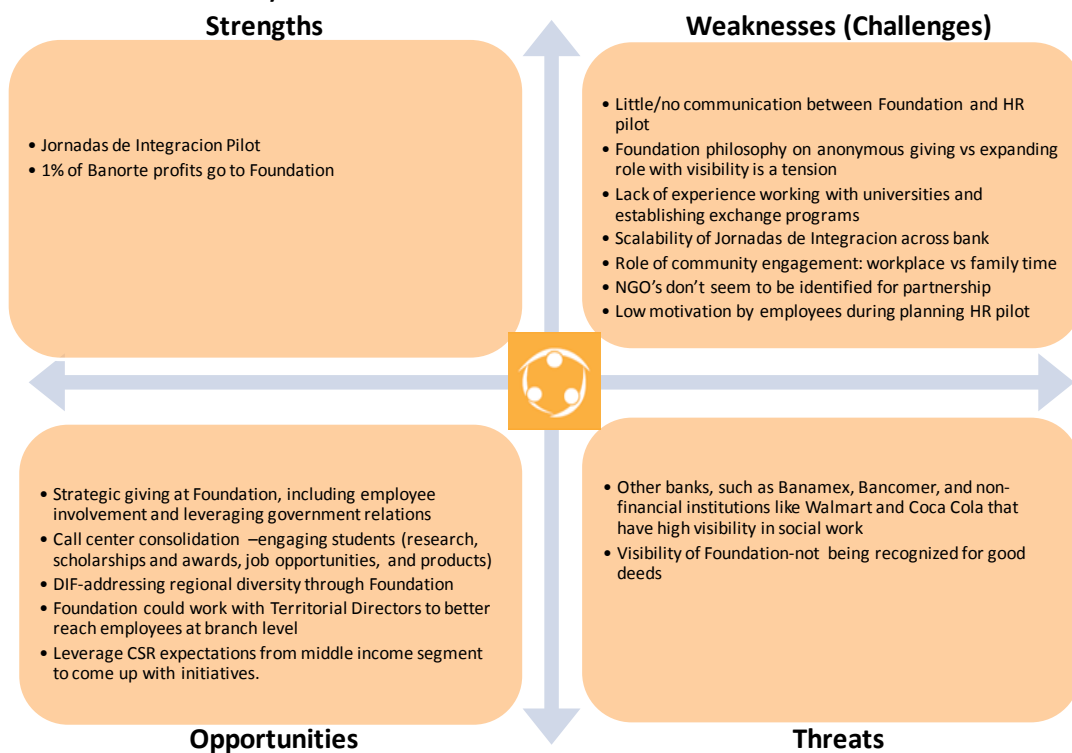 Strengths
• Jornadas de Integracion Pilot
• 1% of Banorte profits go to Foundation
Weaknesses (Challenges)
• Little/no communication between Foundation and HR
pilot
• Foundation philosophy on anonymous giving vs expanding
role with visibility is a tension
• Lack of experience working with universities and
establishing exchange programs
• Scalability of Jornadas de Integracion across bank
• Role of community engagement: workplace vs family time
• NGO's don't seem to be identified for partnership
• Low motivation by employees during planning HR pilot
• Strategic giving at Foundation, including employee
involvement and leveraging government relations
• Call center consolidation –engaging students (research,
scholarships and awards, job opportunities, and products)
• DIF-addressing regional diversity through Foundation
• Foundation could work with Territorial Directors to better
reach employees at branch level
• Leverage CSR expectations from middle income segment
to come up with initiatives.
Opportunities
• Other banks, such as Banamex, Bancomer, and non-
financial institutions like Walmart and Coca Cola that
have high visibility in social work
• Visibility of Foundation-not being recognized for good
deeds
Threats